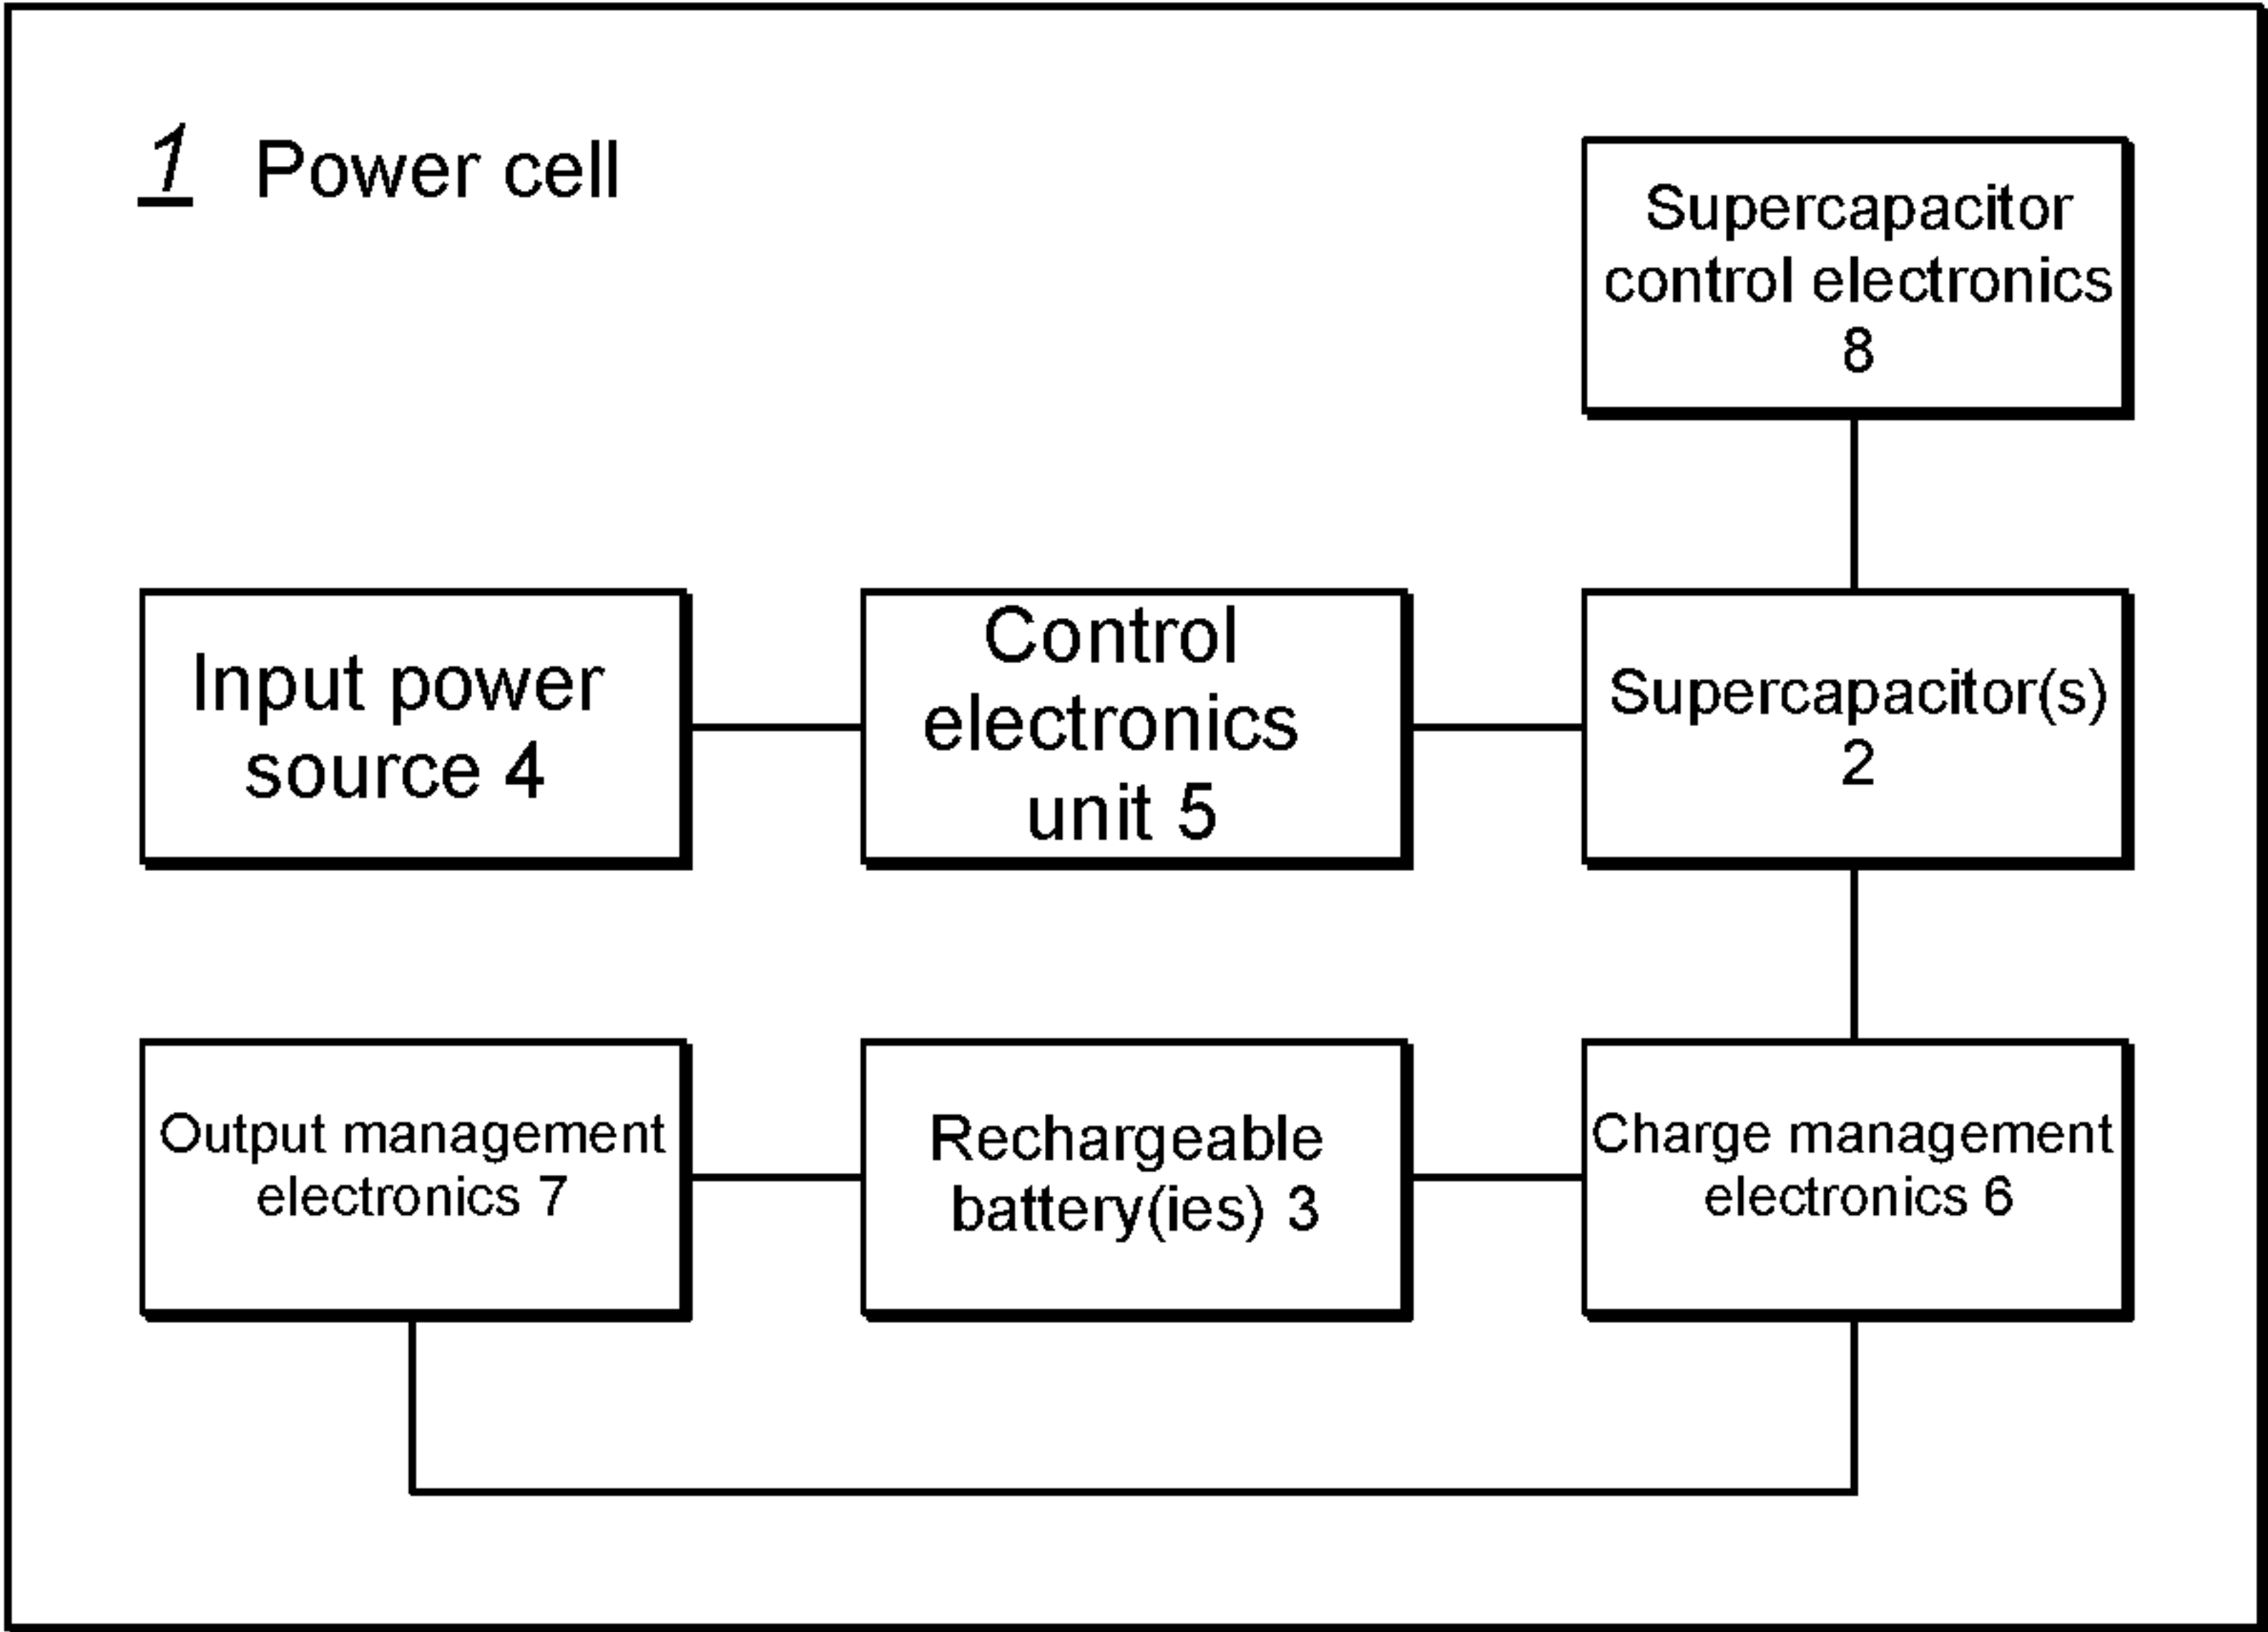 1 Power cell
Supercapacitor
control electronics
8
Input power
source 4
Control
electronics
unit 5
Supercapacitor(s)
2
Output management
electronics 7
Rechargeable
battery(ies) 3
Charge management
electronics 6